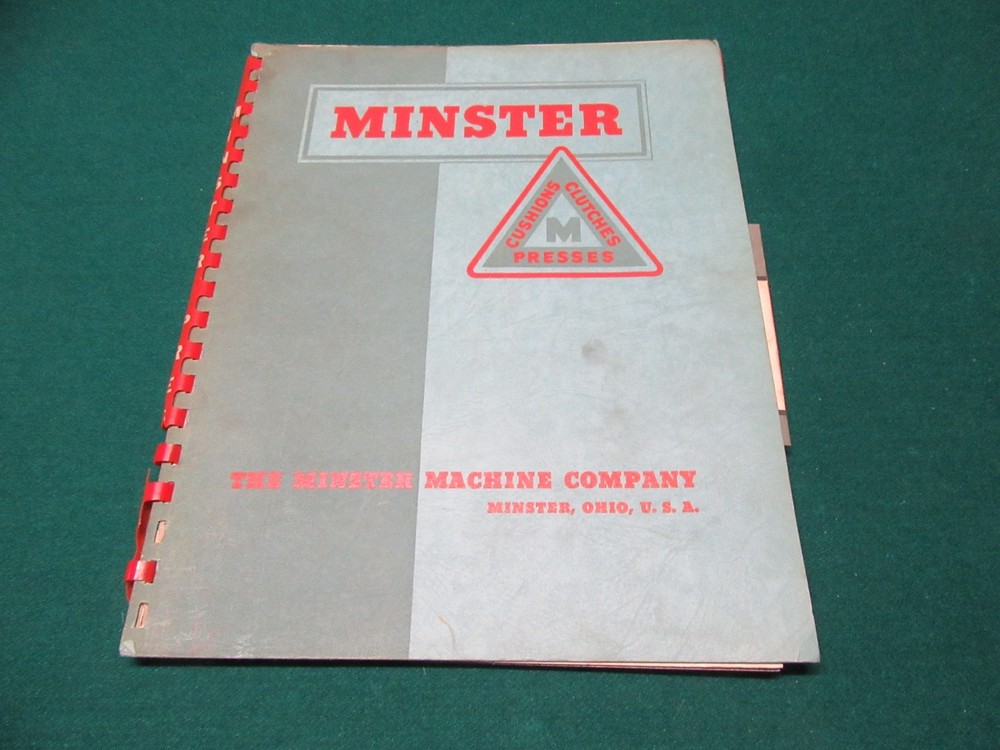 MINSTER
CUSHIONS
CLUTCHES
M
PRESSES
THE MINSTER MACHINE COMPANY
MINSTER, OHIO, U. S. A.